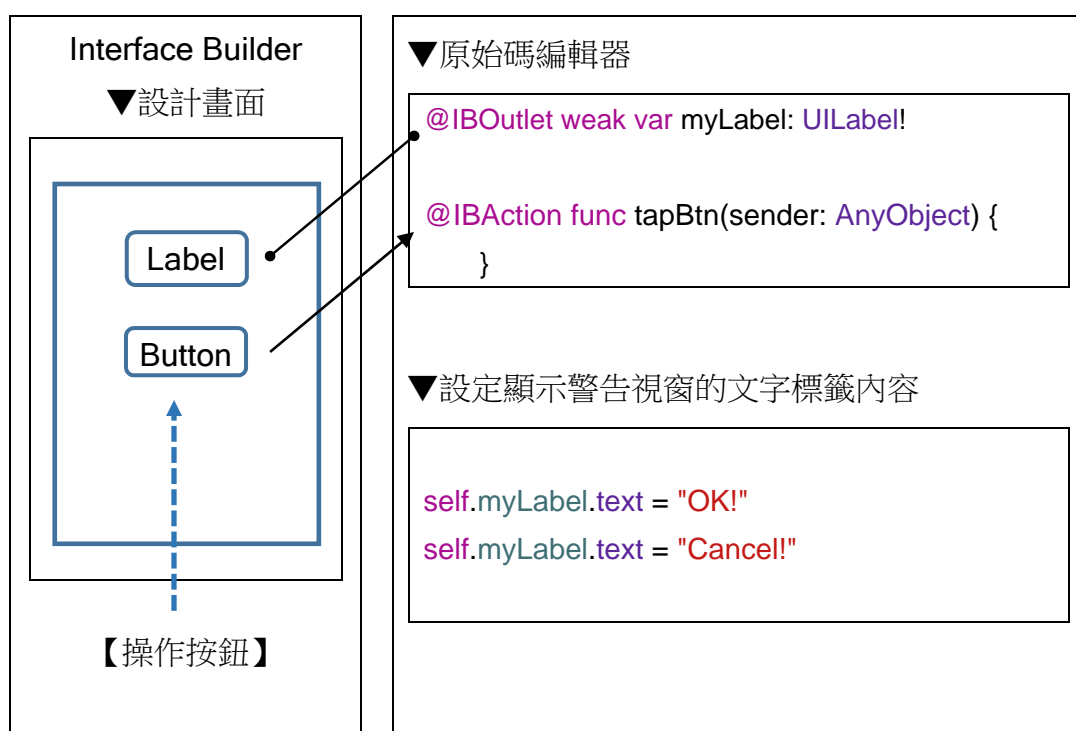 Interface Builder
▼設計畫面
Label
Button
【操作按鈕】
▼原始碼編輯器
@IBOutlet weak var myLabel: UILabel!
@IBAction func tapBtn(sender: AnyObject) {
}
▼設定顯示警告視窗的文字標籤內容
self.myLabel.text = "OK!"
self.myLabel.text = "Cancel!"